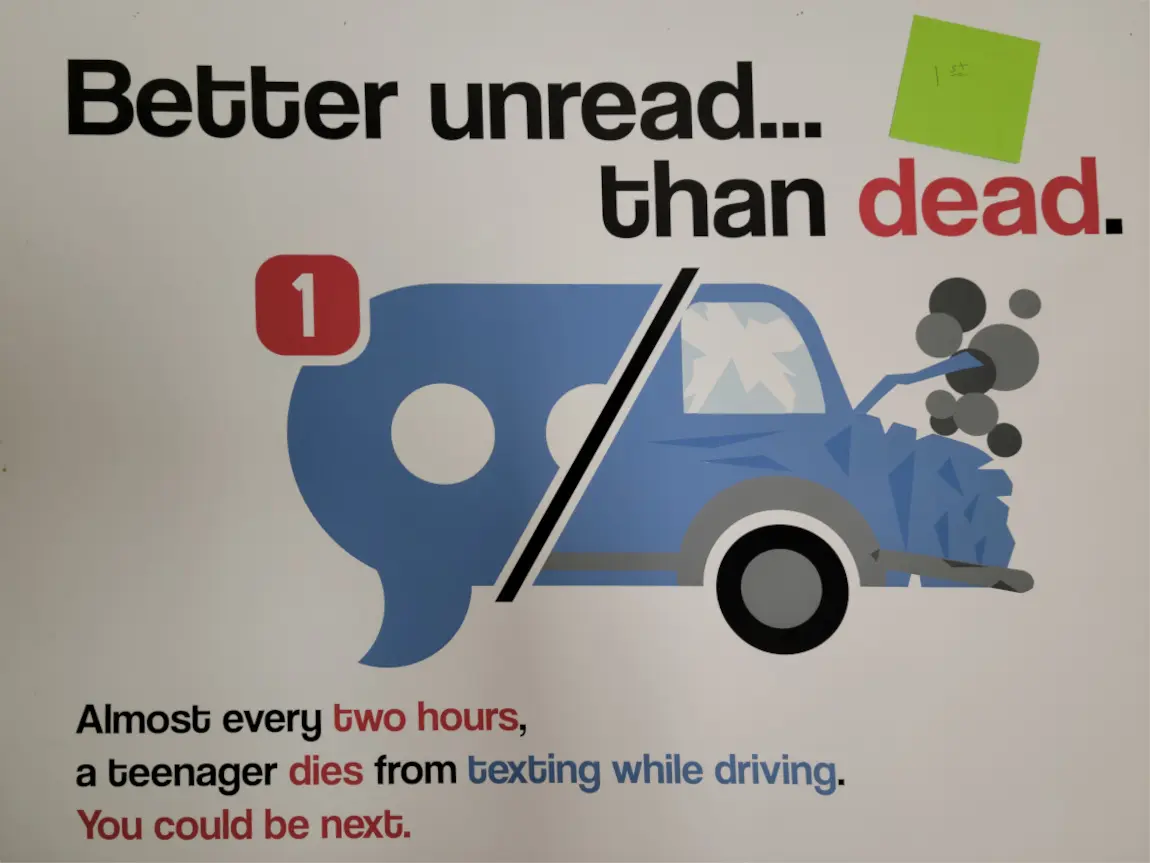 Better unread...
1st
than dead.
1
Almost every two hours,
a teenager dies from texting while driving.
You could be next.